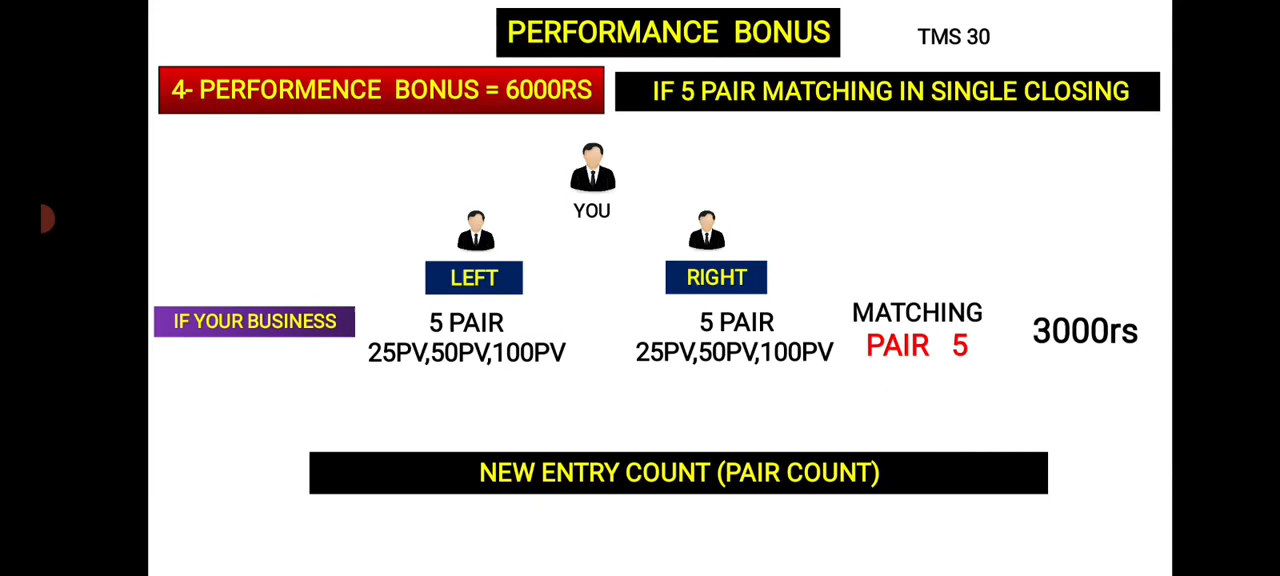 PERFORMANCE BONUS
TMS 30
4- PERFORMENCE BONUS = 6000RS
IF 5 PAIR MATCHING IN SINGLE CLOSING
YOU
LEFT
RIGHT
IF YOUR BUSINESS
5 PAIR
25PV,50PV,100PV
5 PAIR
25PV,50PV,100PV
MATCHING
PAIR 5
3000rs
NEW ENTRY COUNT (PAIR COUNT)